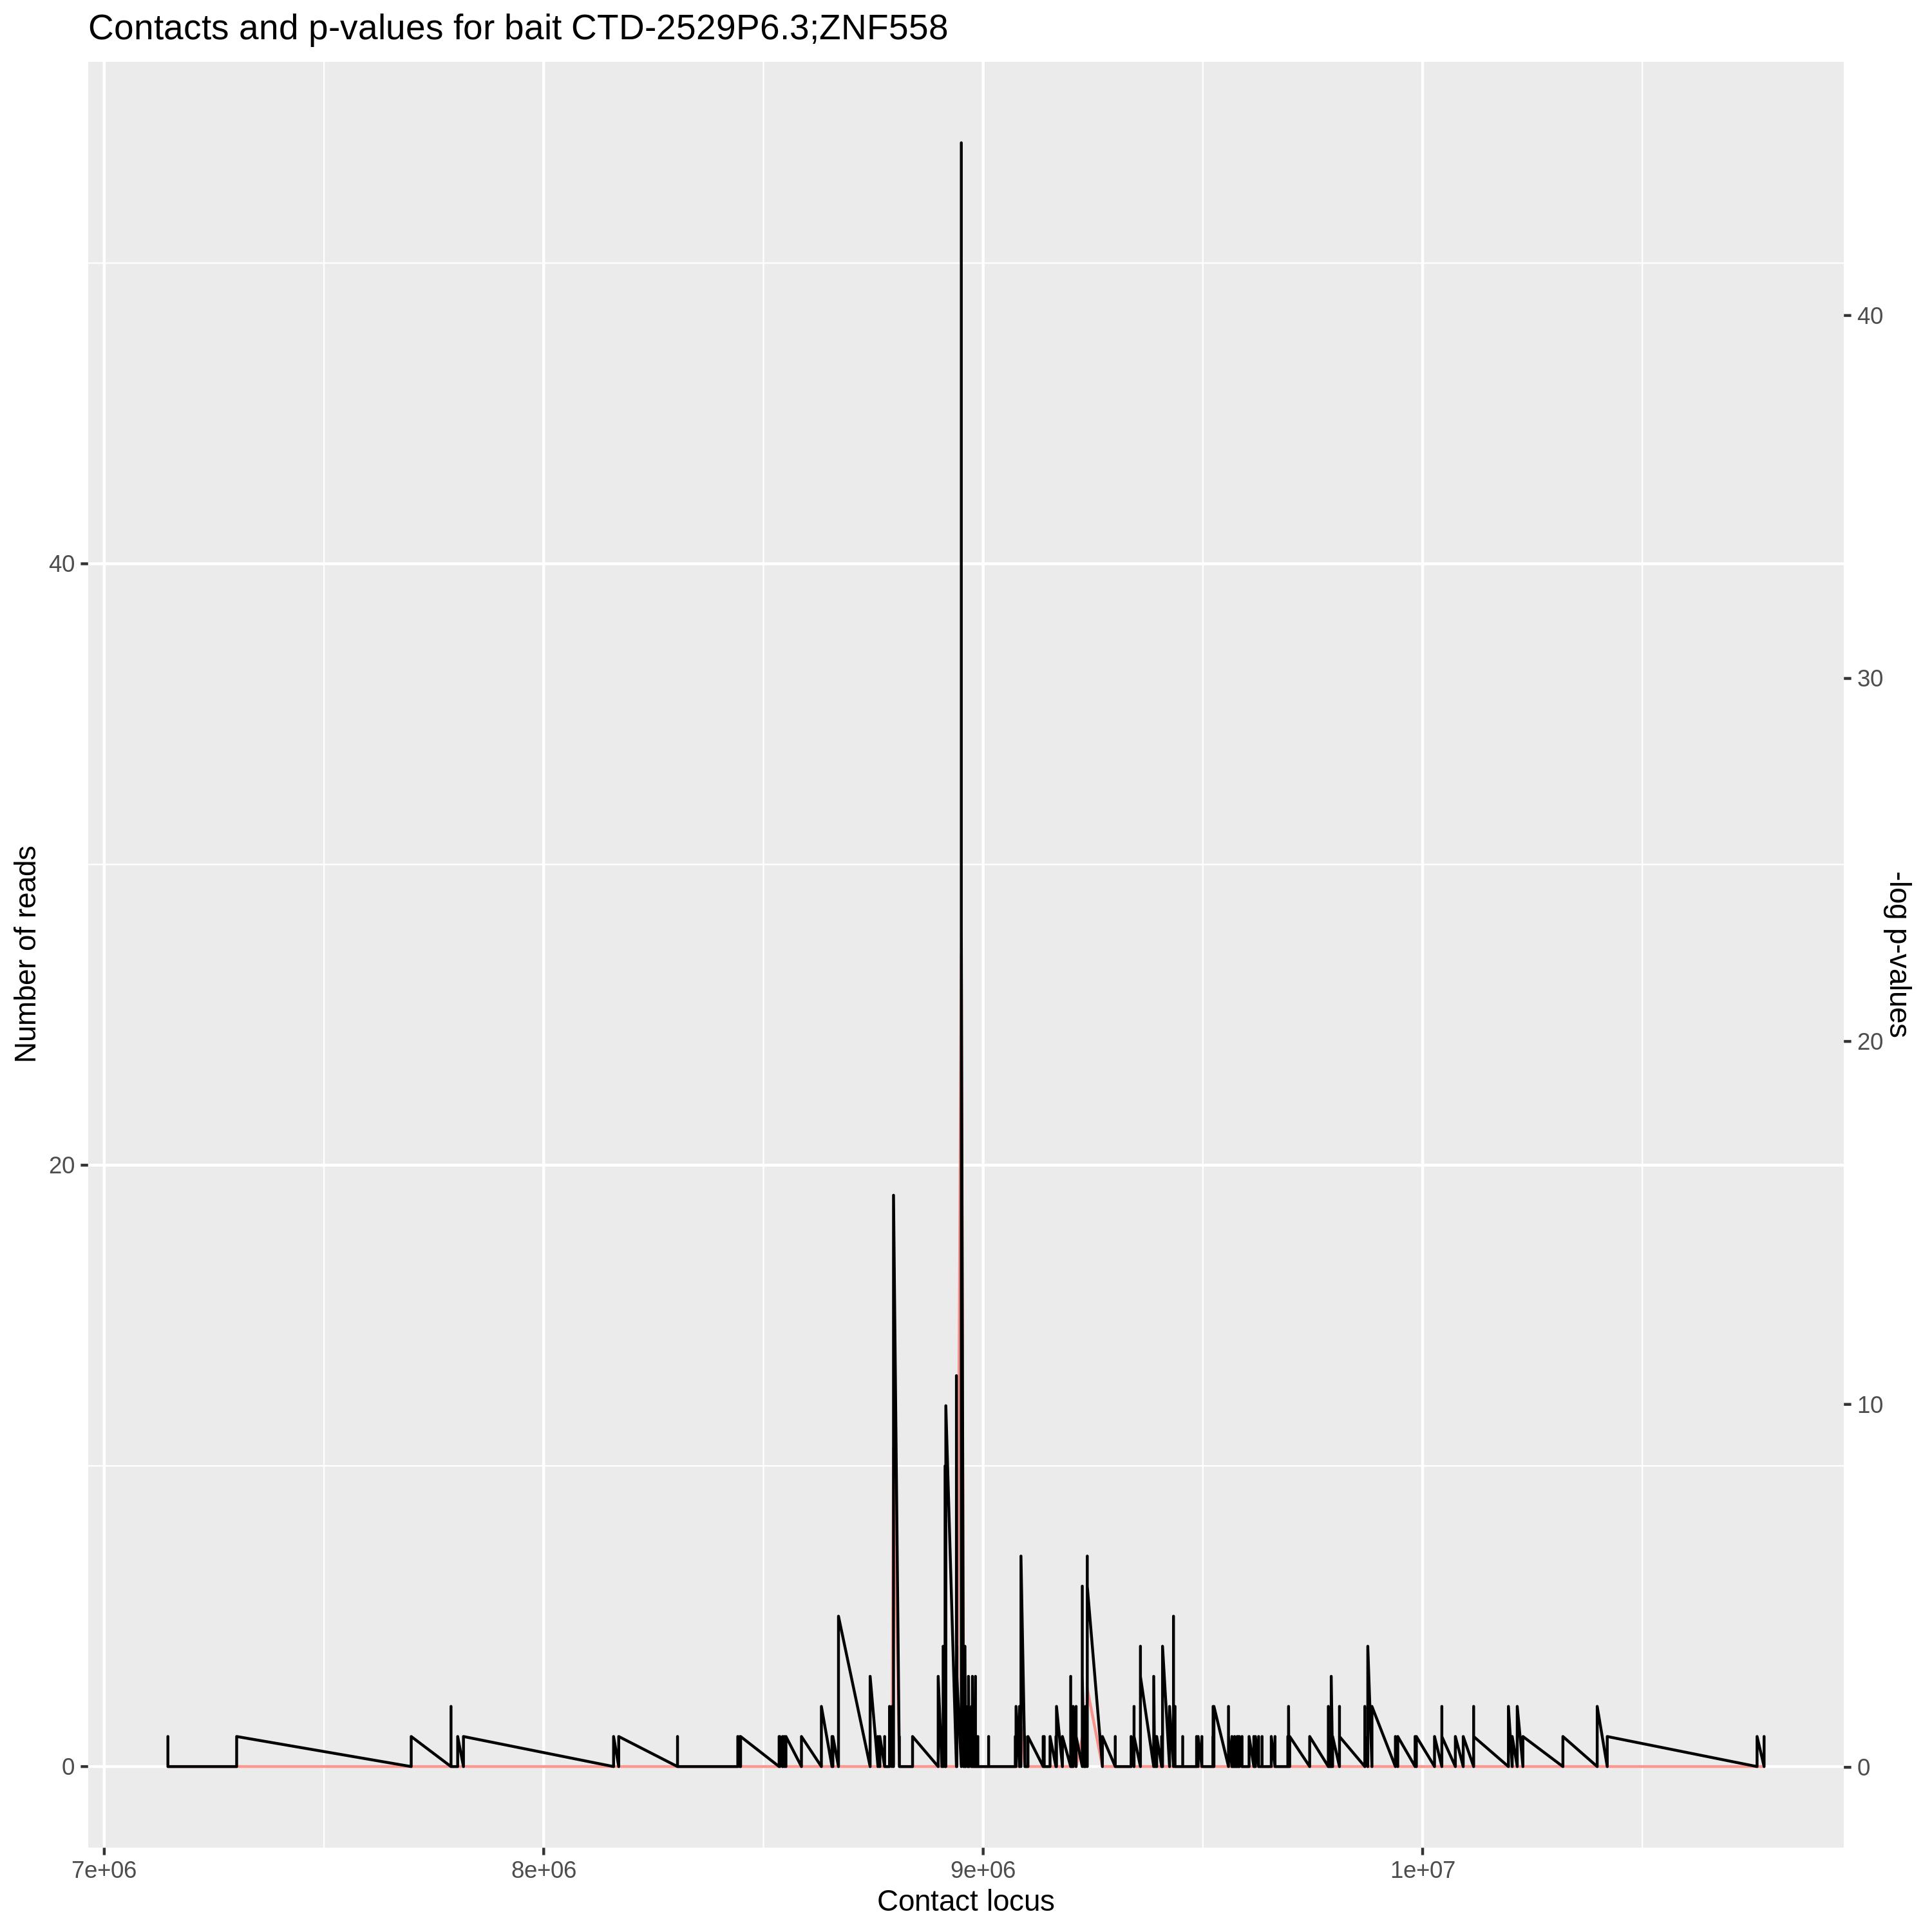 Contacts and p-values for bait CTD-2529P6.3;ZNF558
Number of reads
40
20
0
40
30
20
10
0
-log p-values
7e+06 8e+06 9e+06 1e+07
Contact locus